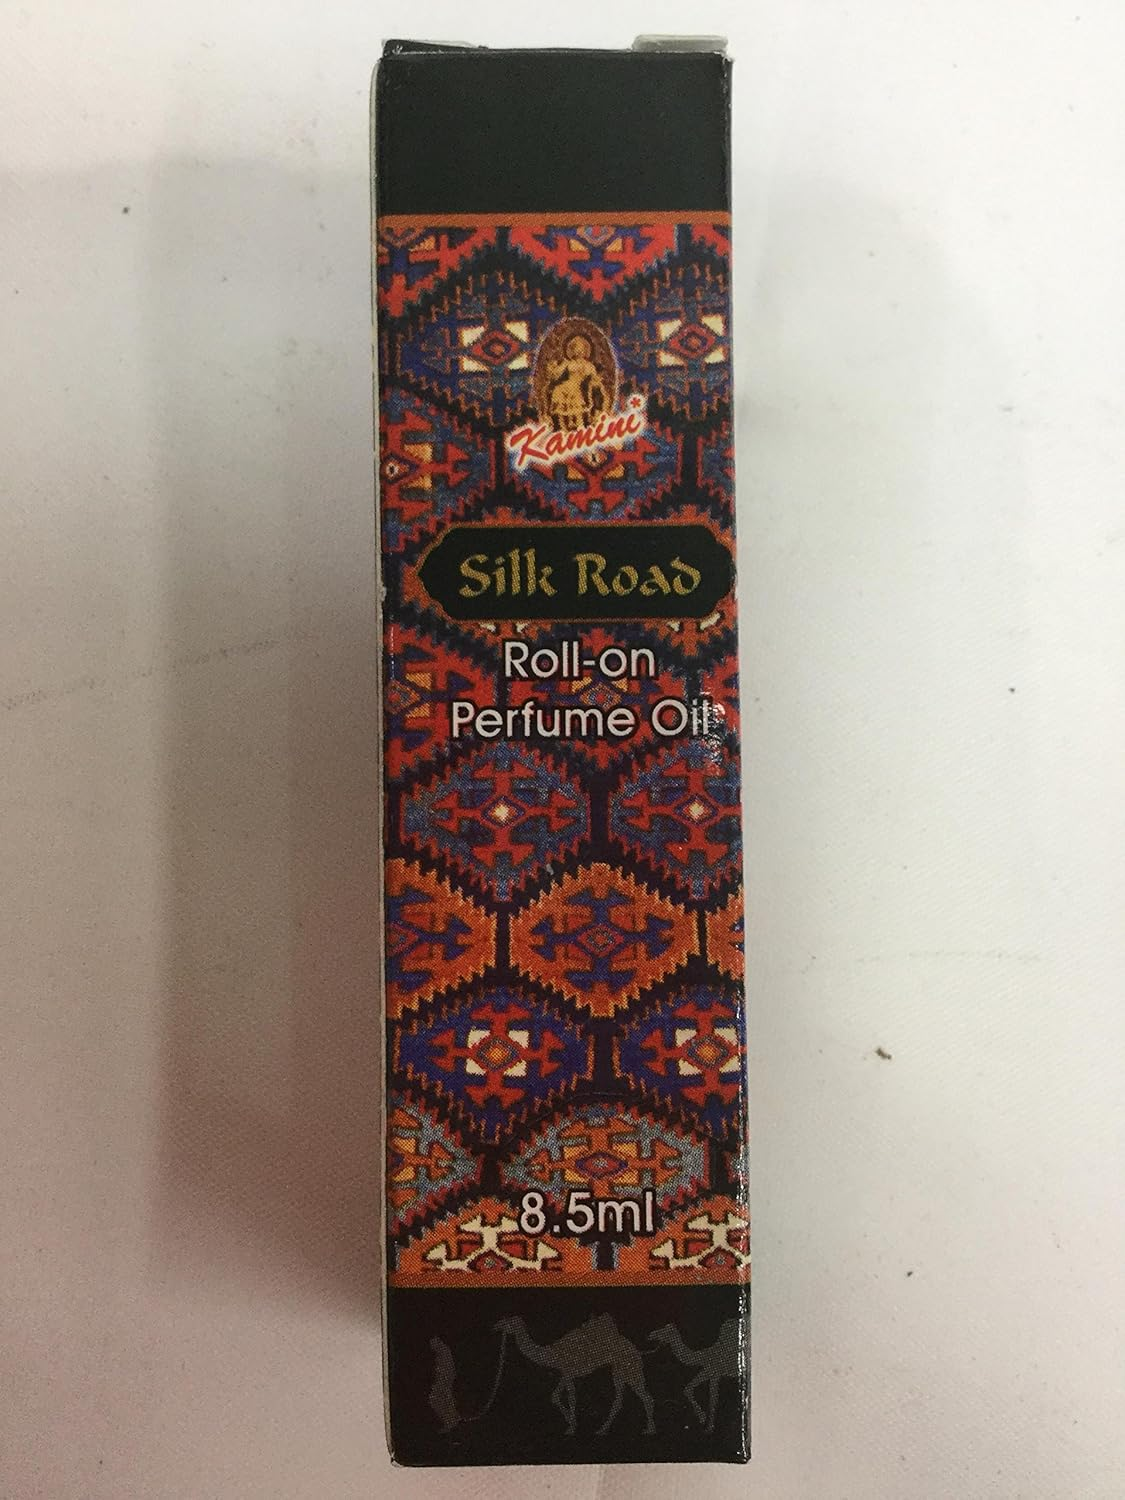 Kamini*
Silk Road
Roll-on
Perfume Oil
8.5ml